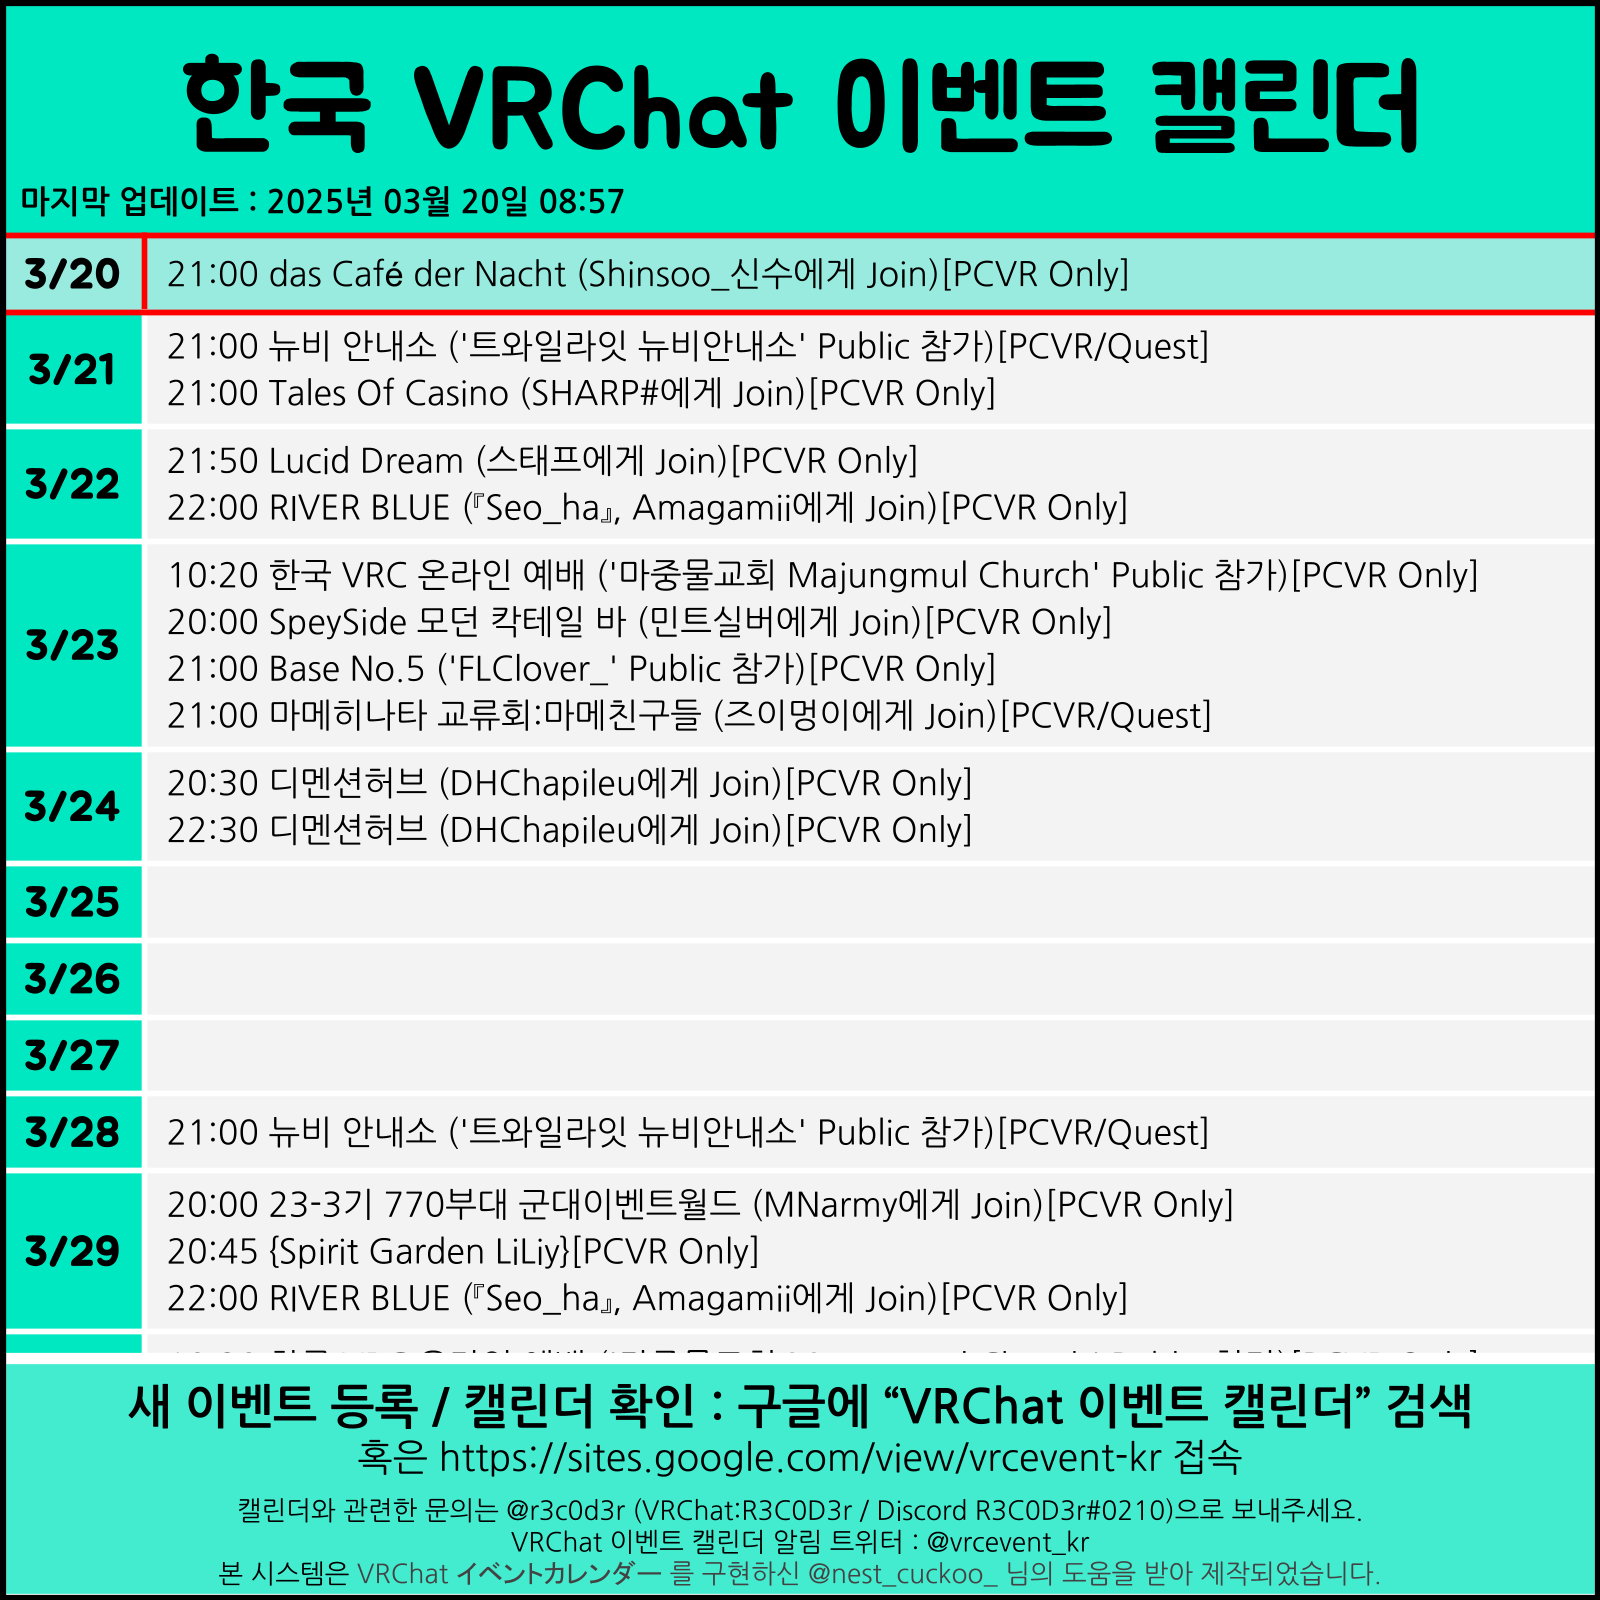 한국 VRChat 이벤트 캘린더
마지막 업데이트 : 2025년 03월 20일 08:57
3/20
21:00 das Café der Nacht (Shinsoo_신수에게 Join)[PCVR Only]
3/21
21:00 뉴비 안내소 ('트와일라잇 뉴비안내소' Public 참가)[PCVR/Quest]
21:00 Tales Of Casino (SHARP#에게 Join)[PCVR Only]
3/22
21:50 Lucid Dream (스태프에게 Join)[PCVR Only]
22:00 RIVER BLUE (『Seo_ha』, Amagamii에게 Join)[PCVR Only]
3/23
10:20 한국 VRC 온라인 예배 ('마중물교회 Majungmul Church' Public 참가)[PCVR Only]
20:00 SpeySide 모던 칵테일 바 (민트실버에게 Join)[PCVR Only]
21:00 Base No.5 ('FLClover_' Public 참가)[PCVR Only]
21:00 마메히나타 교류회:마메친구들 (즈이멍이에게 Join)[PCVR/Quest]
3/24
20:30 디멘션허브 (DHChapileu에게 Join)[PCVR Only]
22:30 디멘션허브 (DHChapileu에게 Join)[PCVR Only]
3/25
3/26
3/27
3/28
21:00 뉴비 안내소 ('트와일라잇 뉴비안내소' Public 참가)[PCVR/Quest]
3/29
20:00 23-3기 770부대 군대이벤트월드 (MNarmy에게 Join)[PCVR Only]
20:45 {Spirit Garden LiLiy}[PCVR Only]
22:00 RIVER BLUE (『Seo_ha』, Amagamii에게 Join)[PCVR Only]
새 이벤트 등록 / 캘린더 확인 : 구글에 “VRChat 이벤트 캘린더” 검색
혹은 https://sites.google.com/view/vrcevent-kr 접속
캘린더와 관련한 문의는 @r3c0d3r (VRChat:R3C0D3r / Discord R3C0D3r#0210)으로 보내주세요.
VRChat 이벤트 캘린더 알림 트위터 : @vrcevent_kr
본 시스템은 VRChat イベントカレンダー 를 구현하신 @nest_cuckoo_ 님의 도움을 받아 제작되었습니다.